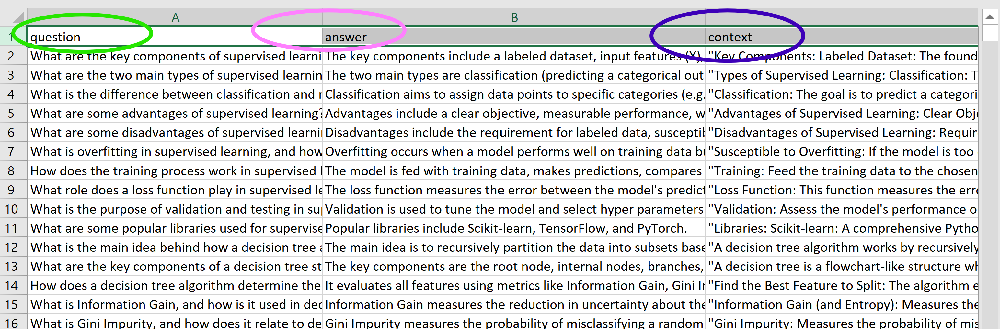 A B
1 question answer context
2 What are the key components of supervised learni The key components include a labeled dataset, input features (X), "Key Components: Labeled Dataset: The found
3 What are the two main types of supervised learnin The two main types are classification (predicting a categorical out "Types of Supervised Learning: Classification: T
4 What is the difference between classification and r Classification aims to assign data points to specific categories (e.g. "Classification: The goal is to predict a categori
5 What are some advantages of supervised learning? Advantages include a clear objective, measurable performance, w "Advantages of Supervised Learning: Clear Obje
6 What are some disadvantages of supervised learni Disadvantages include the requirement for labeled data, susceptib "Disadvantages of Supervised Learning: Require
7 What is overfitting in supervised learning, and how Overfitting occurs when a model performs well on training data bu "Susceptible to Overfitting: If the model is too
8 How does the training process work in supervised l The model is fed with training data, makes predictions, compares "Training: Feed the training data to the chosen
9 What role does a loss function play in supervised le The loss function measures the error between the model's predict "Loss Function: This function measures the erro
10 What is the purpose of validation and testing in sup Validation is used to tune the model and select hyper parameters "Validation: Assess the model's performance on
11 What are some popular libraries used for supervise Popular libraries include Scikit-learn, TensorFlow, and PyTorch. "Libraries: Scikit-learn: A comprehensive Pytho
12 What is the main idea behind how a decision tree a The main idea is to recursively partition the data into subsets base "A decision tree algorithm works by recursively
13 What are the key components of a decision tree st The key components are the root node, internal nodes, branches, "A decision tree is a flowchart-like structure wh
14 How does a decision tree algorithm determine the It evaluates all features using metrics like Information Gain, Gini Ir "Find the Best Feature to Split: The algorithm e
15 What is Information Gain, and how is it used in dec Information Gain measures the reduction in uncertainty about the "Information Gain (and Entropy): Measures the
16 What is Gini Impurity, and how does it relate to de Gini Impurity measures the probability of misclassifying a random "Gini Impurity: Measures the probability of mis